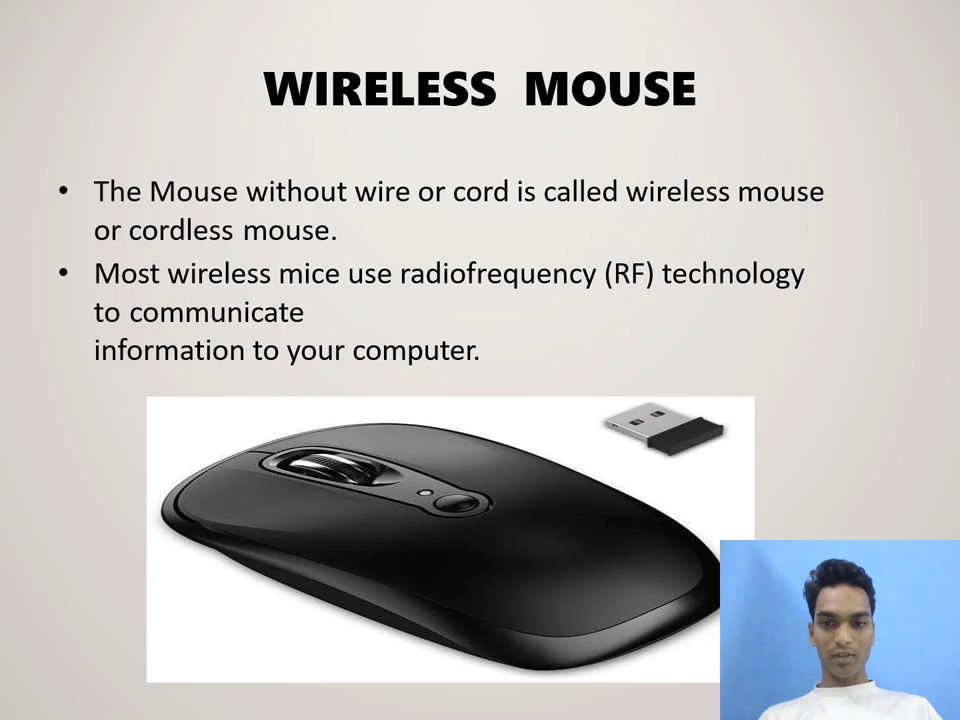 WIRELESS MOUSE
• The Mouse without wire or cord is called wireless mouse
or cordless mouse.
• Most wireless mice use radiofrequency (RF) technology
to communicate
information to your computer.